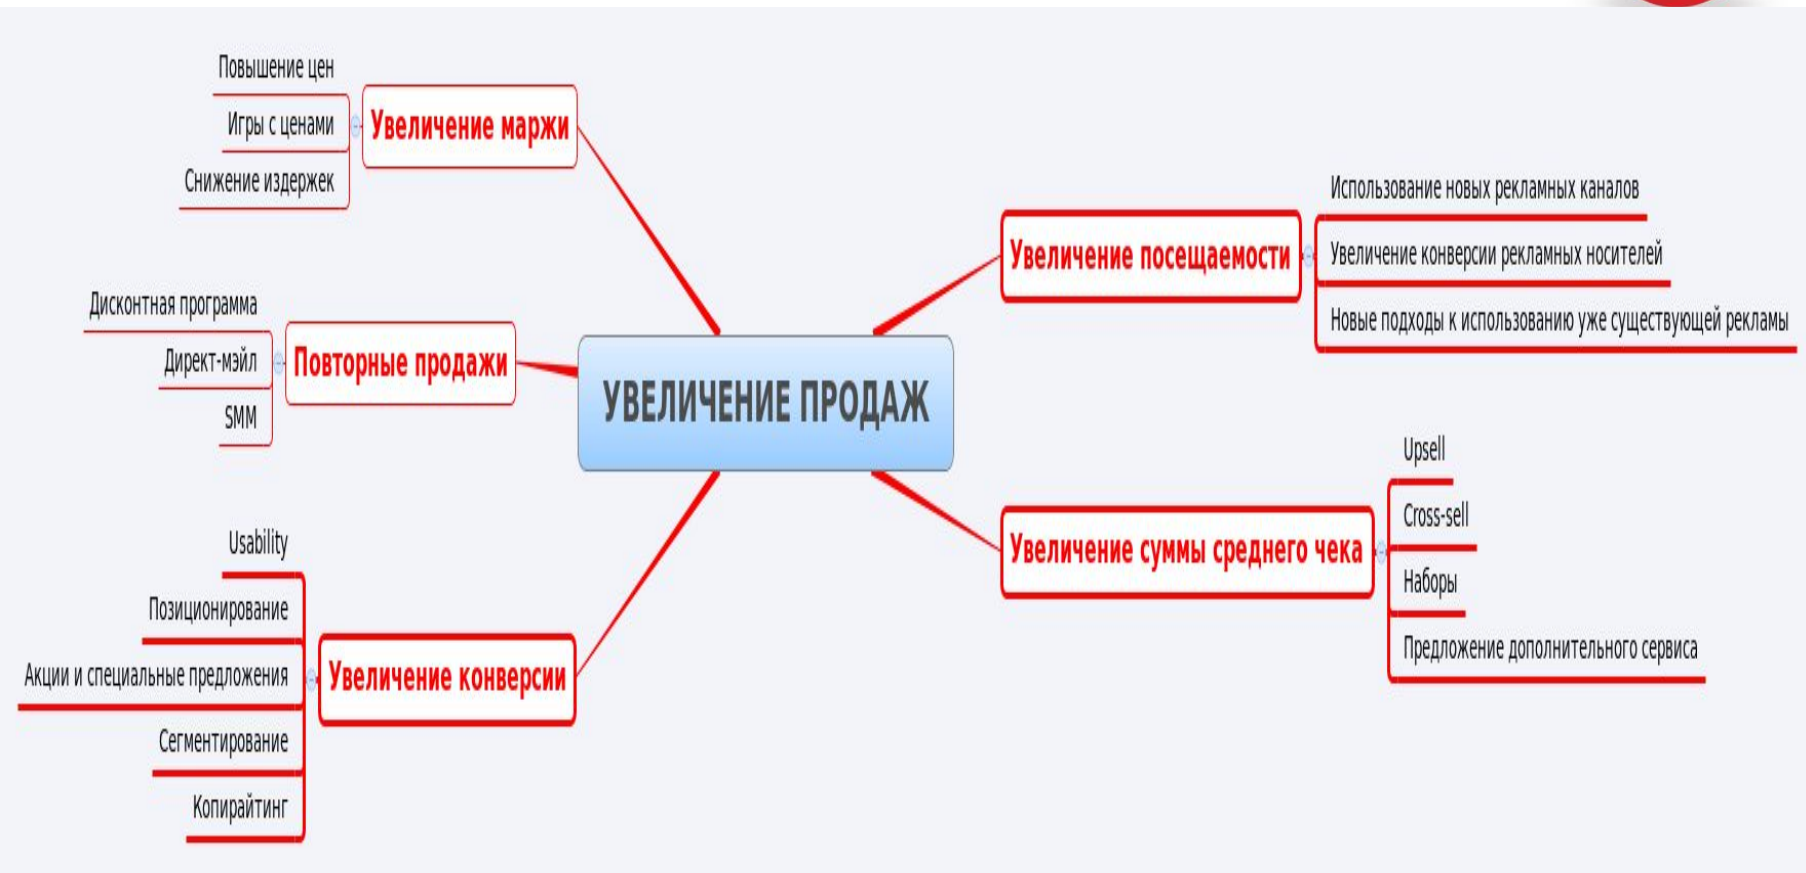 УВЕЛИЧЕНИЕ ПРОДАЖ
Увеличение маржи
Повышение цен
Игры с ценами
Снижение издержек
Повторные продажи
Дисконтная программа
Директ-мэйл
SMM
Увеличение конверсии
Usability
Позиционирование
Акции и специальные предложения
Сегментирование
Копирайтинг
Увеличение посещаемости
Использование новых рекламных каналов
Увеличение конверсии рекламных носителей
Новые подходы к использованию уже существующей рекламы
Увеличение суммы среднего чека
Upsell
Cross-sell
Наборы
Предложение дополнительного сервиса